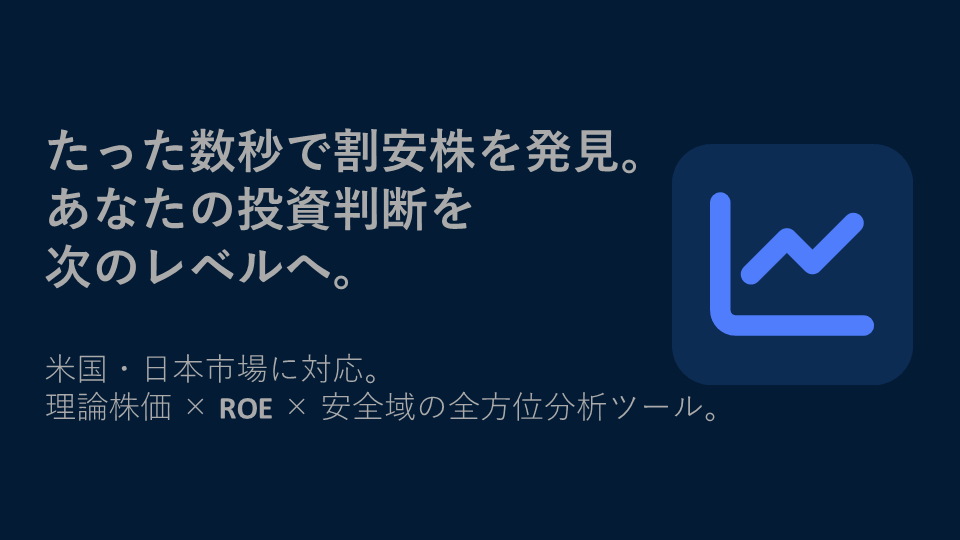 たった数秒で割安株を発見。
あなたの投資判断を
次のレベルへ。
米国・日本市場に対応。
理論株価 × ROE × 安全域の全方位分析ツール。